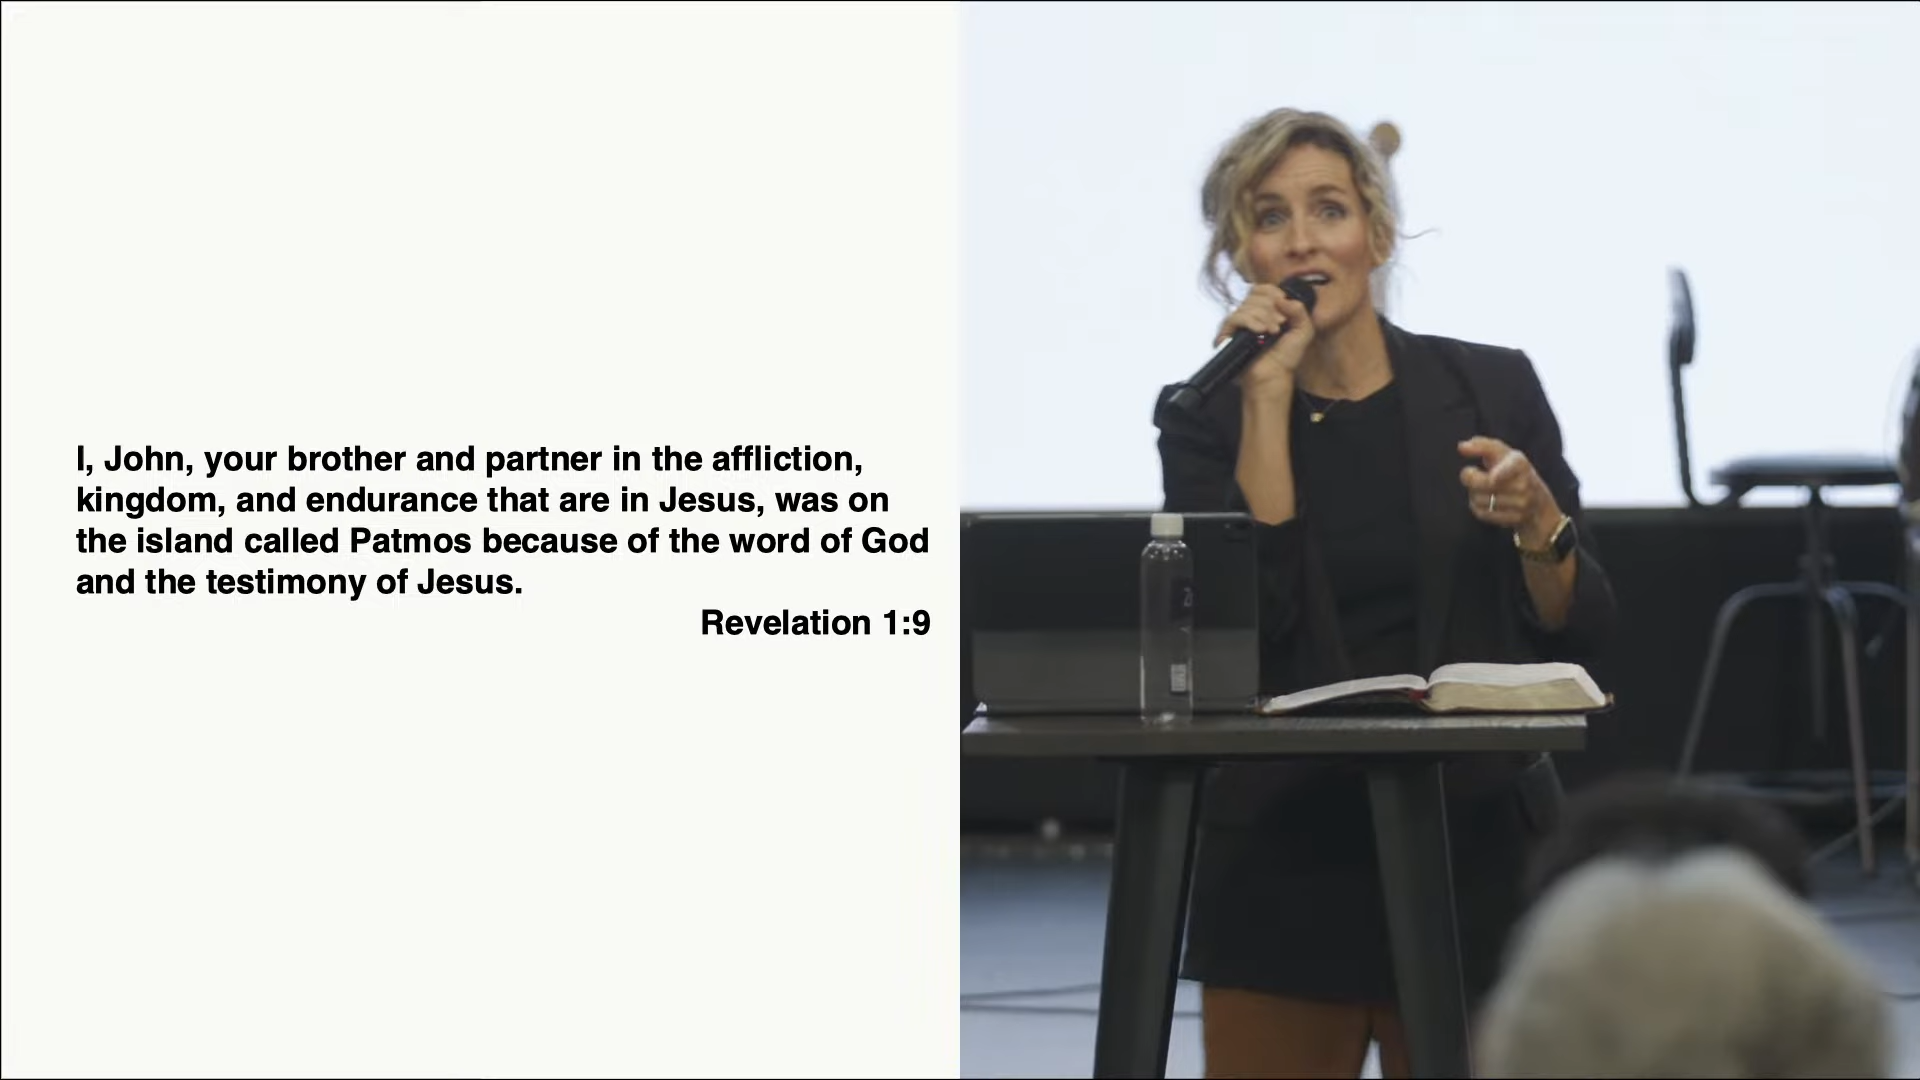 I, John, your brother and partner in the affliction,
kingdom, and endurance that are in Jesus, was on
the island called Patmos because of the word of God
and the testimony of Jesus.
Revelation 1:9